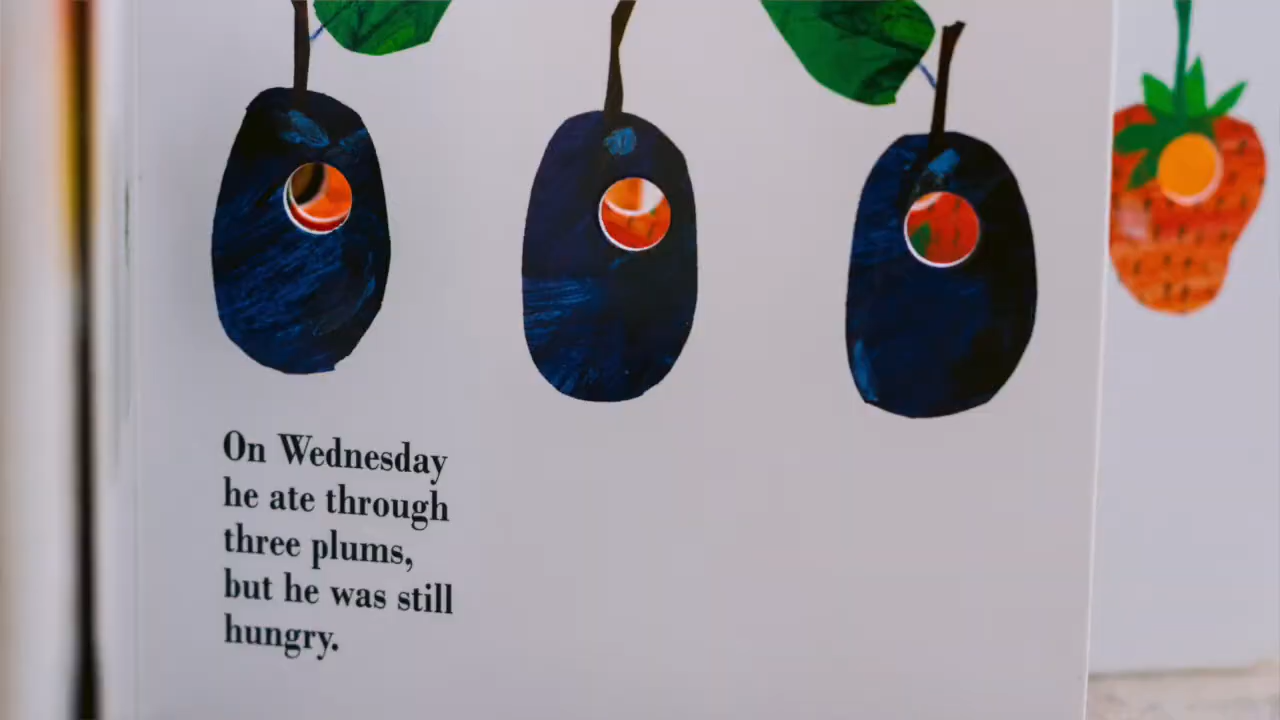 On Wednesday
he ate through
three plums,
but he was still
hungry.